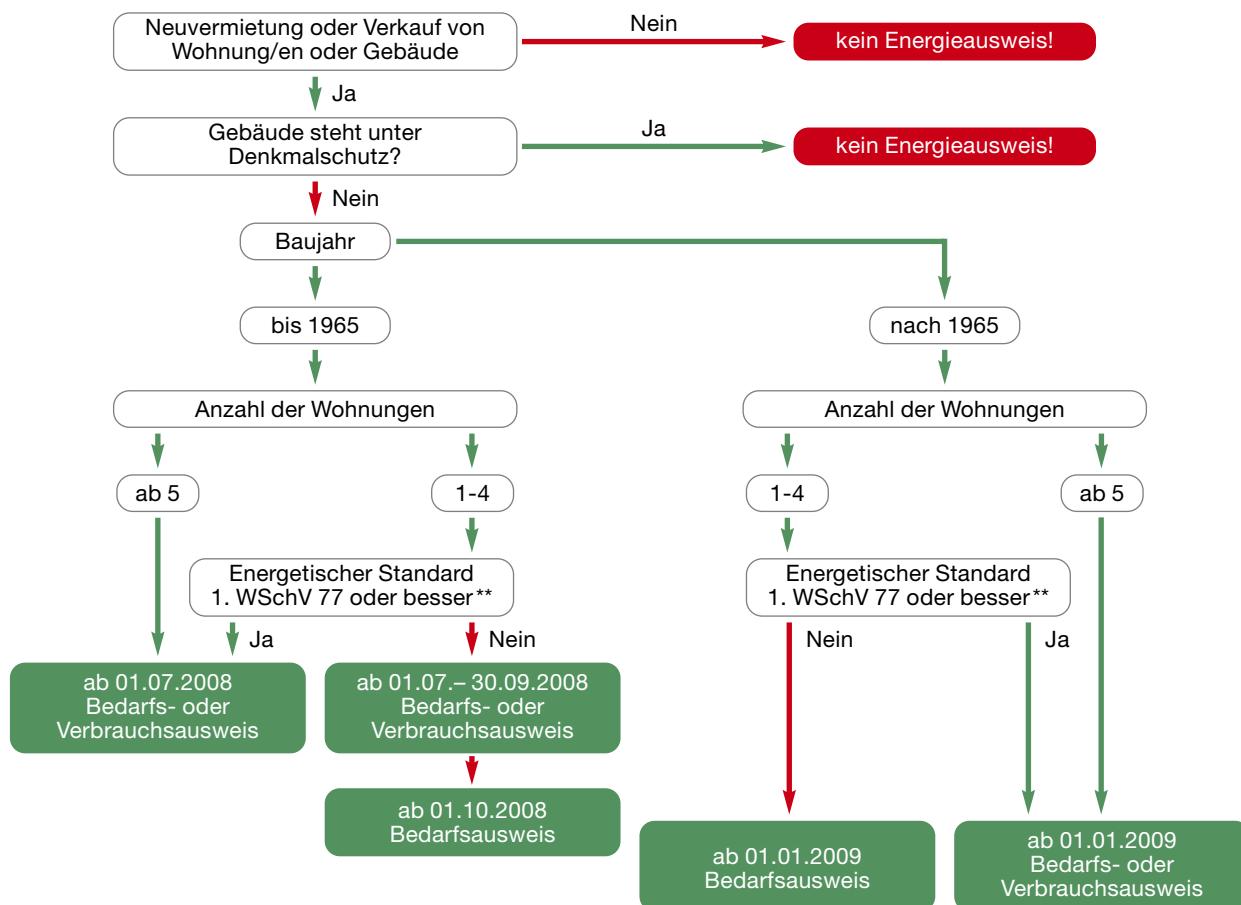 Neuvermietung oder Verkauf von
Wohnung/en oder Gebäude
Nein
kein Energieausweis!
Ja
Gebäude steht unter
Denkmalschutz?
Ja
kein Energieausweis!
Nein
Baujahr
bis 1965
nach 1965
Anzahl der Wohnungen
Anzahl der Wohnungen
ab 5
1-4
1-4
ab 5
Energetischer Standard
1. WSchV 77 oder besser**
Energetischer Standard
1. WSchV 77 oder besser**
Ja
Nein
Nein
Ja
ab 01.07.2008
Bedarfs- oder
Verbrauchsausweis
ab 01.07.– 30.09.2008
Bedarfs- oder
Verbrauchsausweis
ab 01.10.2008
Bedarfsausweis
ab 01.01.2009
Bedarfsausweis
ab 01.01.2009
Bedarfs- oder
Verbrauchsausweis